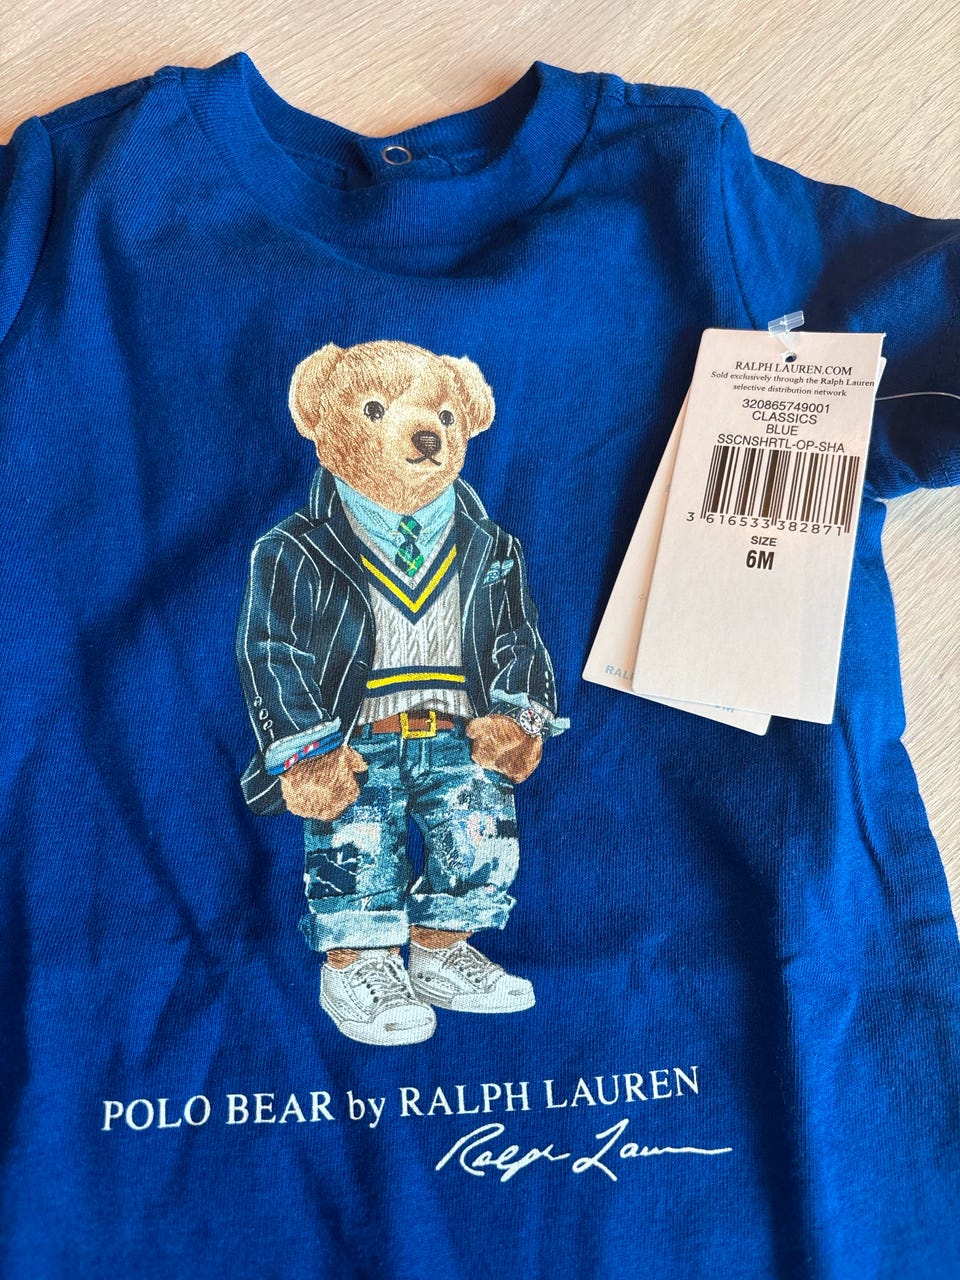 RALPH LAUREN.COM
Sold exclusively through the Ralph Lauren
selective distribution network
320865749001
CLASSICS
BLUE
SSCNSHRTL-OP-SHA
3 616533 382871
SIZE
6M
RAL
POLO BEAR by RALPH LAUREN
Ralph Lauren